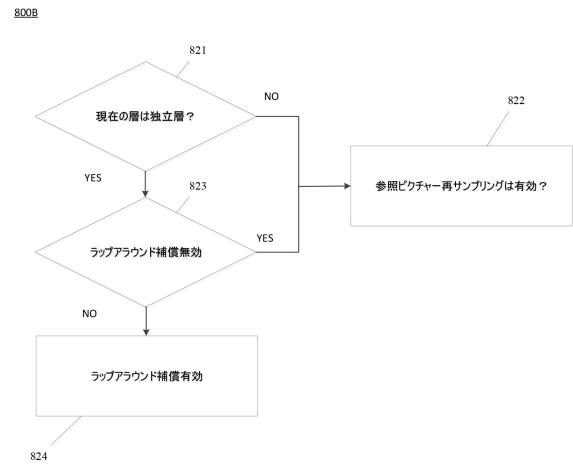 800B
821
現在の層は独立層？
NO
822
YES
823
参照ピクチャー再サンプリングは有効？
ラップアラウンド補償無効
YES
NO
ラップアラウンド補償有効
824